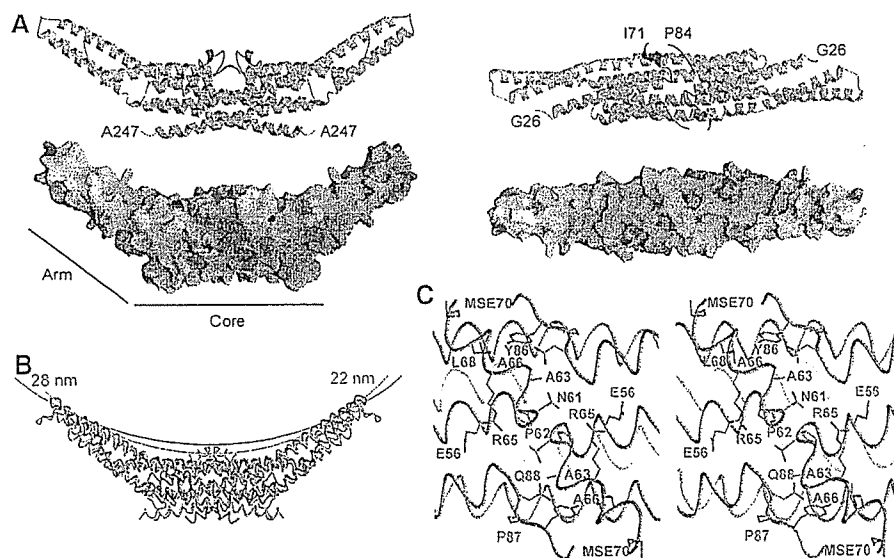 A
A247
A247
Arm
Core
I71 P84
G26
G26
B
28 nm
22 nm
C
MSE70
L68
A66
Y86
A63
N61
E56
R65
R65
P62
E56
Q88
A63
A66
P87
MSE70
MSE70
L68
A66
Y86
A63
N61
E56
R65
R65
P62
E56
Q88
A63
A66
P87
MSE70